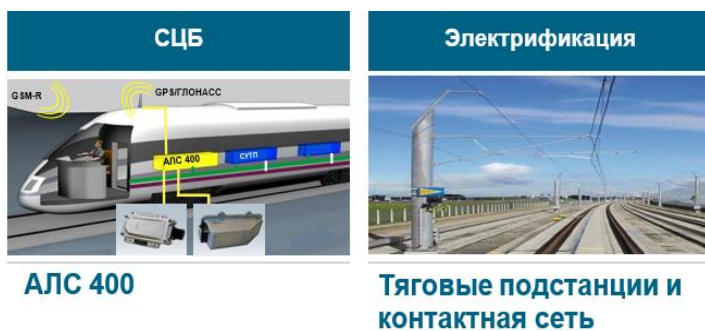 СЦБ
Электрификация
GSM-R
GPS/ГЛОНАСС
АЛС 400
СУТП
АЛС 400
Тяговые подстанции и
контактная сеть